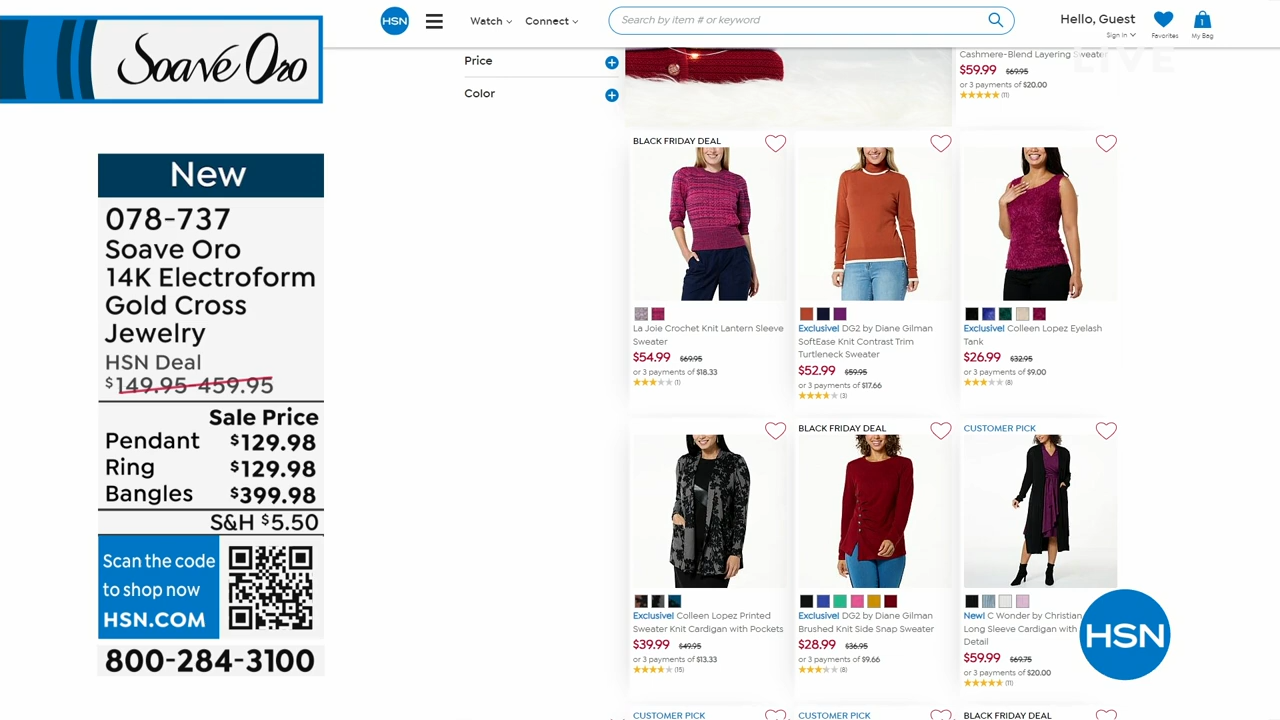 Soave Oro
New
078-737
Soave Oro
14K Electroform
Gold Cross
Jewelry
HSN Deal
$149.95-459.95
Sale Price
Pendant $129.98
Ring $129.98
Bangles $399.98
S&H $5.50
Scan the code
to shop now
HSN.COM
800-284-3100
HSN
Watch
Connect
Search by item # or keyword
Hello, Guest
Sign In
Favorites
1
My Bag
LIVE
Price
Color
Cashmere-Blend Layering Sweater
$59.99 $69.95
or 3 payments of $20.00
(11)
BLACK FRIDAY DEAL
La Joie Crochet Knit Lantern Sleeve
Sweater
$54.99 $69.95
or 3 payments of $18.33
(1)
Exclusive! DG2 by Diane Gilman
SoftEase Knit Contrast Trim
Turtleneck Sweater
$52.99 $59.95
or 3 payments of $17.66
(3)
Exclusive! Colleen Lopez Eyelash
Tank
$26.99 $32.95
or 3 payments of $9.00
(8)
Exclusive! Colleen Lopez Printed
Sweater Knit Cardigan with Pockets
$39.99 $49.95
or 3 payments of $13.33
(15)
BLACK FRIDAY DEAL
Exclusive! DG2 by Diane Gilman
Brushed Knit Side Snap Sweater
$28.99 $36.95
or 3 payments of $9.66
(8)
CUSTOMER PICK
New! C Wonder by Christian
Long Sleeve Cardigan with
Detail
$59.99 $69.75
or 3 payments of $20.00
(11)
HSN
CUSTOMER PICK
CUSTOMER PICK
BLACK FRIDAY DEAL